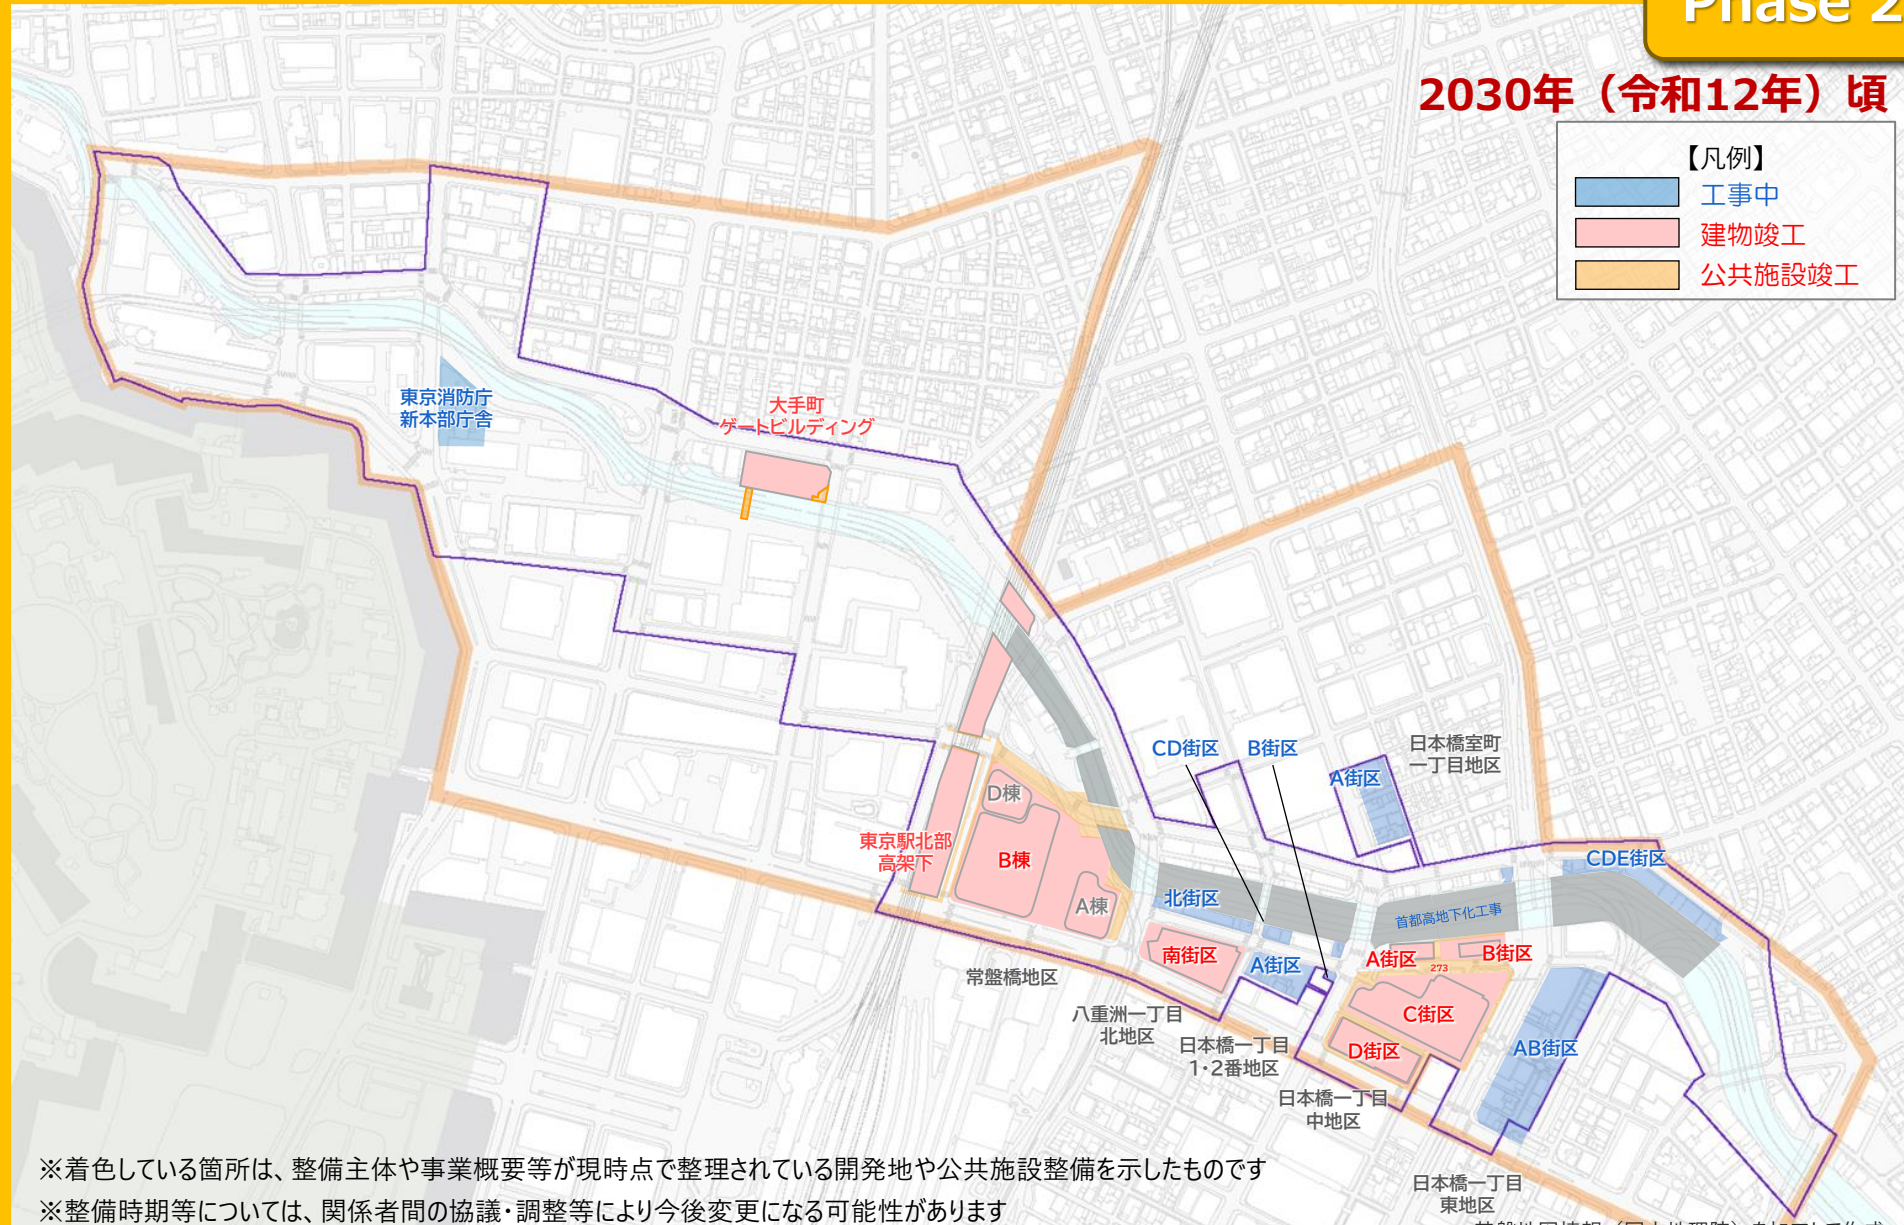 Phase 2
2030年（令和12年）頃
【凡例】
工事中
建物竣工
公共施設竣工
東京消防庁
新本部庁舎
大手町
ゲートビルディング
CD街区
B街区
A街区
日本橋室町
一丁目地区
D棟
東京駅北部
高架下
B棟
A棟
北街区
首都高地下化工事
CDE街区
南街区
A街区
A街区
B街区
273
常盤橋地区
C街区
八重洲一丁目
北地区
日本橋一丁目
1・2番地区
D街区
AB街区
日本橋一丁目
中地区
日本橋一丁目
東地区
※着色している箇所は、整備主体や事業概要等が現時点で整理されている開発地や公共施設整備を示したものです
※整備時期等については、関係者間の協議・調整等により今後変更になる可能性があります